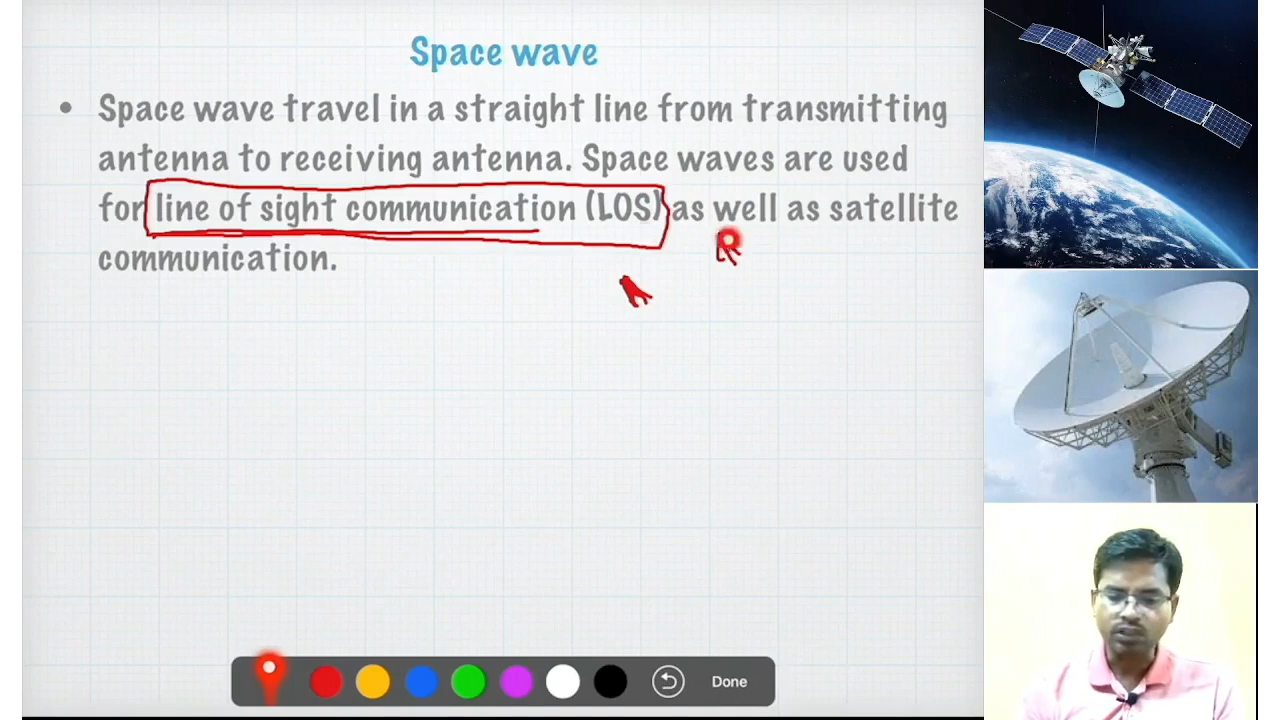 Space wave
• Space wave travel in a straight line from transmitting
antenna to receiving antenna. Space waves are used
for line of sight communication (LOS) as well as satellite
communication.
Done